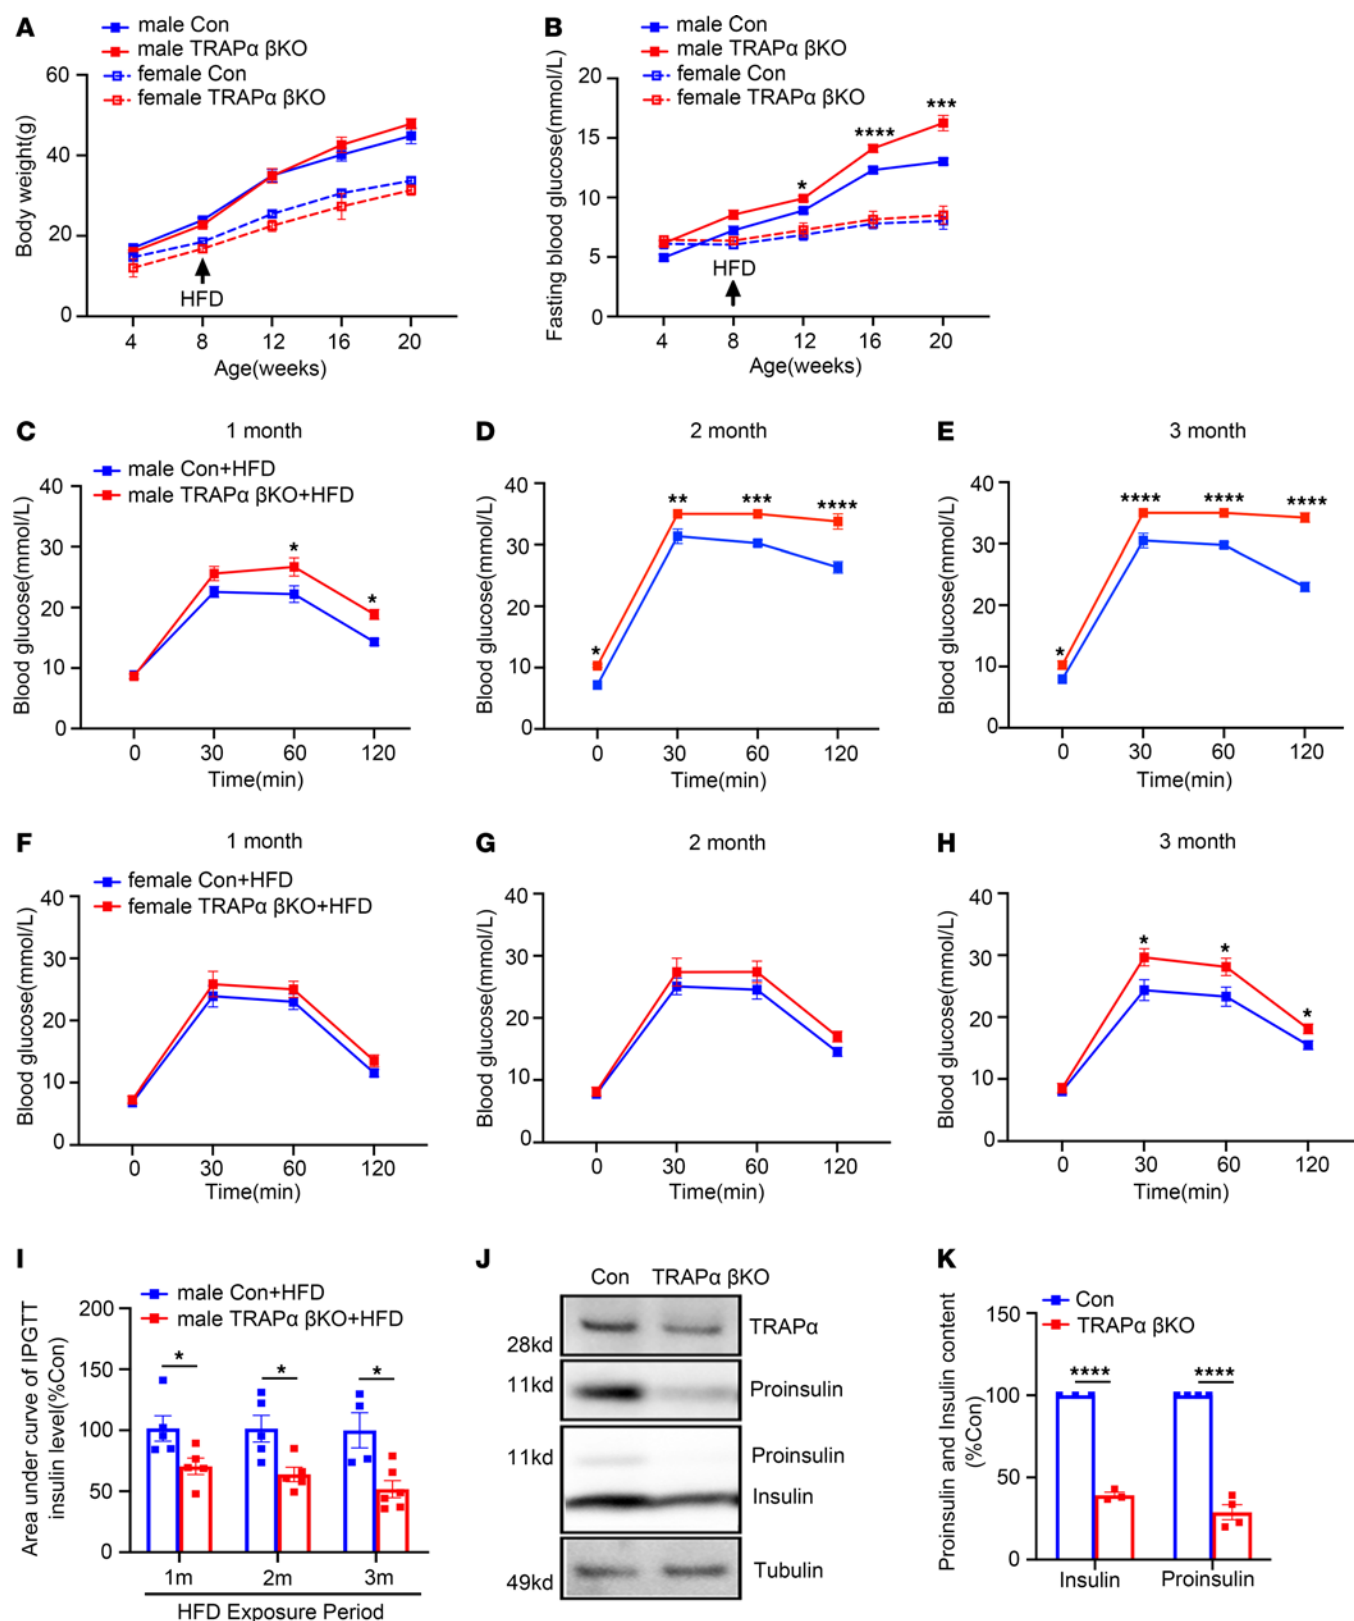 A
male Con
male TRAPα βKO
female Con
female TRAPα βKO
Body weight(g)
60
40
20
0
HFD
4 8 12 16 20
Age(weeks)
B
male Con
male TRAPα βKO
female Con
female TRAPα βKO
Fasting blood glucose(mmol/L)
20
15
10
5
0
* **** ***
HFD
4 8 12 16 20
Age(weeks)
C
1 month
male Con+HFD
male TRAPα βKO+HFD
Blood glucose(mmol/L)
40
30
20
10
0
* *
0 30 60 120
Time(min)
D
2 month
Blood glucose(mmol/L)
40
30
20
10
0
* ** *** ****
0 30 60 120
Time(min)
E
3 month
Blood glucose(mmol/L)
40
30
20
10
0
* **** **** ****
0 30 60 120
Time(min)
F
1 month
female Con+HFD
female TRAPα βKO+HFD
Blood glucose(mmol/L)
40
30
20
10
0
0 30 60 120
Time(min)
G
2 month
Blood glucose(mmol/L)
40
30
20
10
0
0 30 60 120
Time(min)
H
3 month
Blood glucose(mmol/L)
40
30
20
10
0
* * *
0 30 60 120
Time(min)
I
male Con+HFD
male TRAPα βKO+HFD
Area under curve of IPGTT
insulin level(%Con)
200
150
100
50
0
* * *
1m 2m 3m
HFD Exposure Period
J
Con TRAPα βKO
28kd TRAPα
11kd Proinsulin
11kd Proinsulin
Insulin
49kd Tubulin
K
Con
TRAPα βKO
Proinsulin and Insulin content
(%Con)
150
100
50
0
**** ****
Insulin Proinsulin